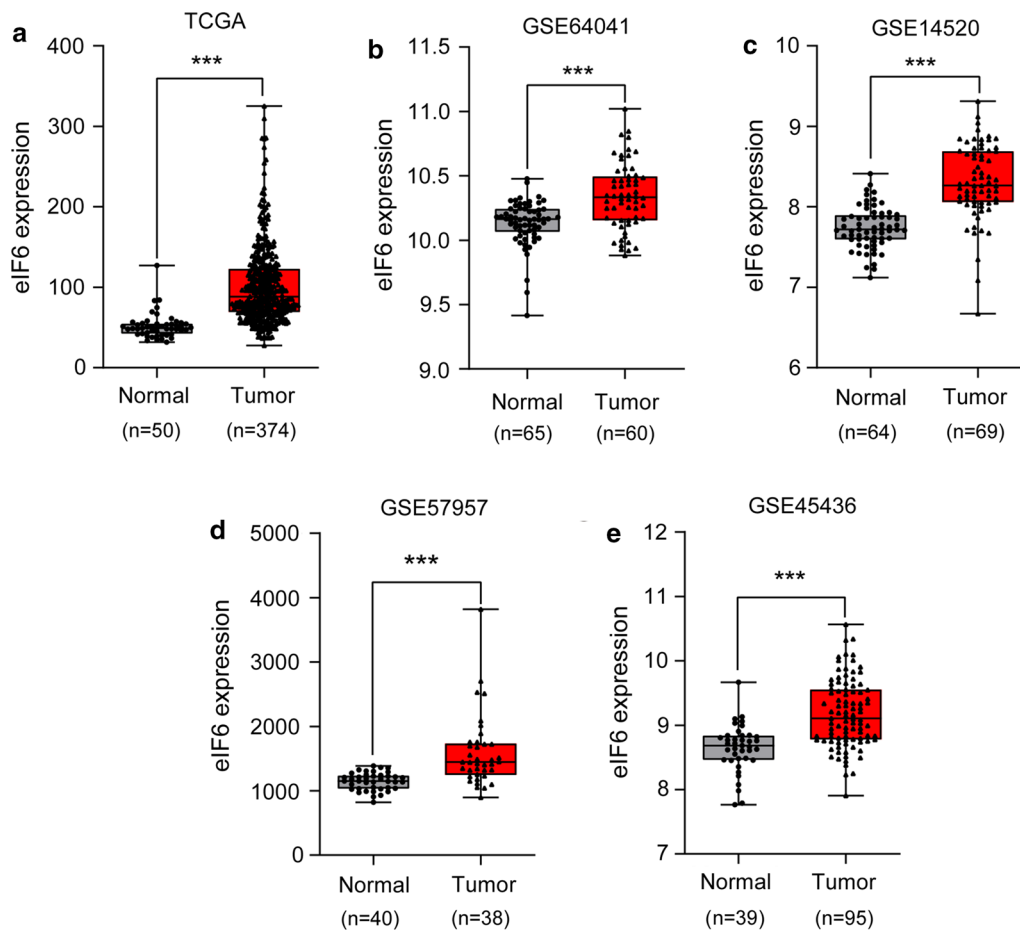 a
TCGA
eIF6 expression
400
300
200
100
0
***
Normal
Tumor
(n=50)
(n=374)
b
GSE64041
eIF6 expression
11.5
11.0
10.5
10.0
9.5
9.0
***
Normal
Tumor
(n=65)
(n=60)
c
GSE14520
eIF6 expression
10
9
8
7
6
***
Normal
Tumor
(n=64)
(n=69)
d
GSE57957
eIF6 expression
5000
4000
3000
2000
1000
0
***
Normal
Tumor
(n=40)
(n=38)
e
GSE45436
eIF6 expression
12
11
10
9
8
7
***
Normal
Tumor
(n=39)
(n=95)